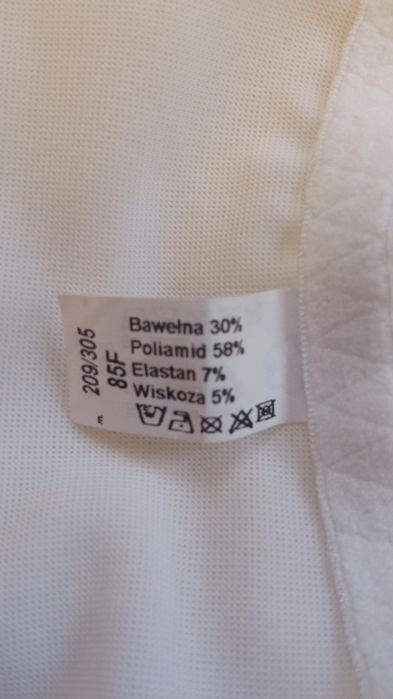 Bawełna 30%
Poliamid 58%
Elastan 7%
Wiskoza 5%
209/305
85F